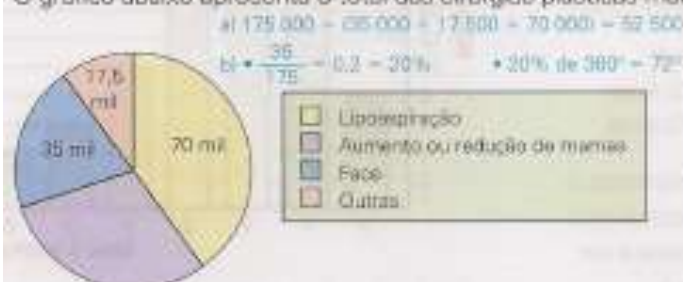 O gráfico abaixo apresenta o total das cirurgias plásticas
a) 175 000 – (35 000 + 17 500 + 70 000) = 52 500
b) • 35/175 = 0,2 = 20% • 20% de 360° = 72°
17,5 mil
35 mil
70 mil
Lipoaspiração
Aumento ou redução de mamas
Face
Outras